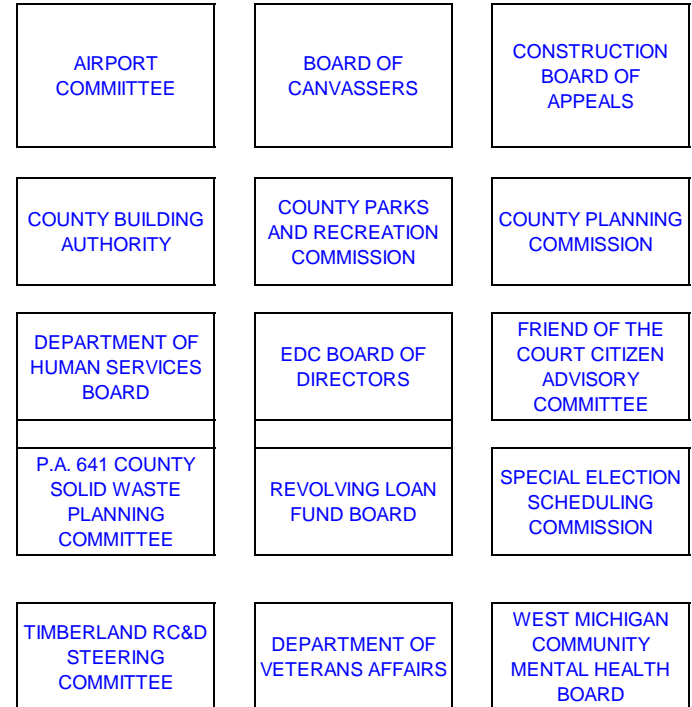 AIRPORT
COMMIITTEE
BOARD OF
CANVASSERS
CONSTRUCTION
BOARD OF
APPEALS
COUNTY BUILDING
AUTHORITY
COUNTY PARKS
AND RECREATION
COMMISSION
COUNTY PLANNING
COMMISSION
DEPARTMENT OF
HUMAN SERVICES
BOARD
EDC BOARD OF
DIRECTORS
FRIEND OF THE
COURT CITIZEN
ADVISORY
COMMITTEE
P.A. 641 COUNTY
SOLID WASTE
PLANNING
COMMITTEE
REVOLVING LOAN
FUND BOARD
SPECIAL ELECTION
SCHEDULING
COMMISSION
TIMBERLAND RC&D
STEERING
COMMITTEE
DEPARTMENT OF
VETERANS AFFAIRS
WEST MICHIGAN
COMMUNITY
MENTAL HEALTH
BOARD